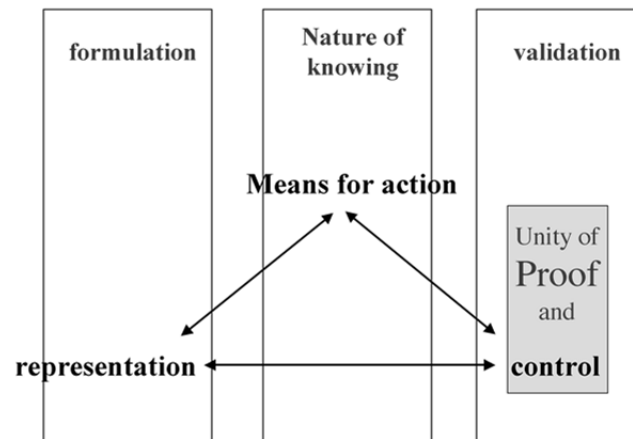 formulation
Nature of
knowing
validation
Means for action
Unity of
Proof
and
representation
control